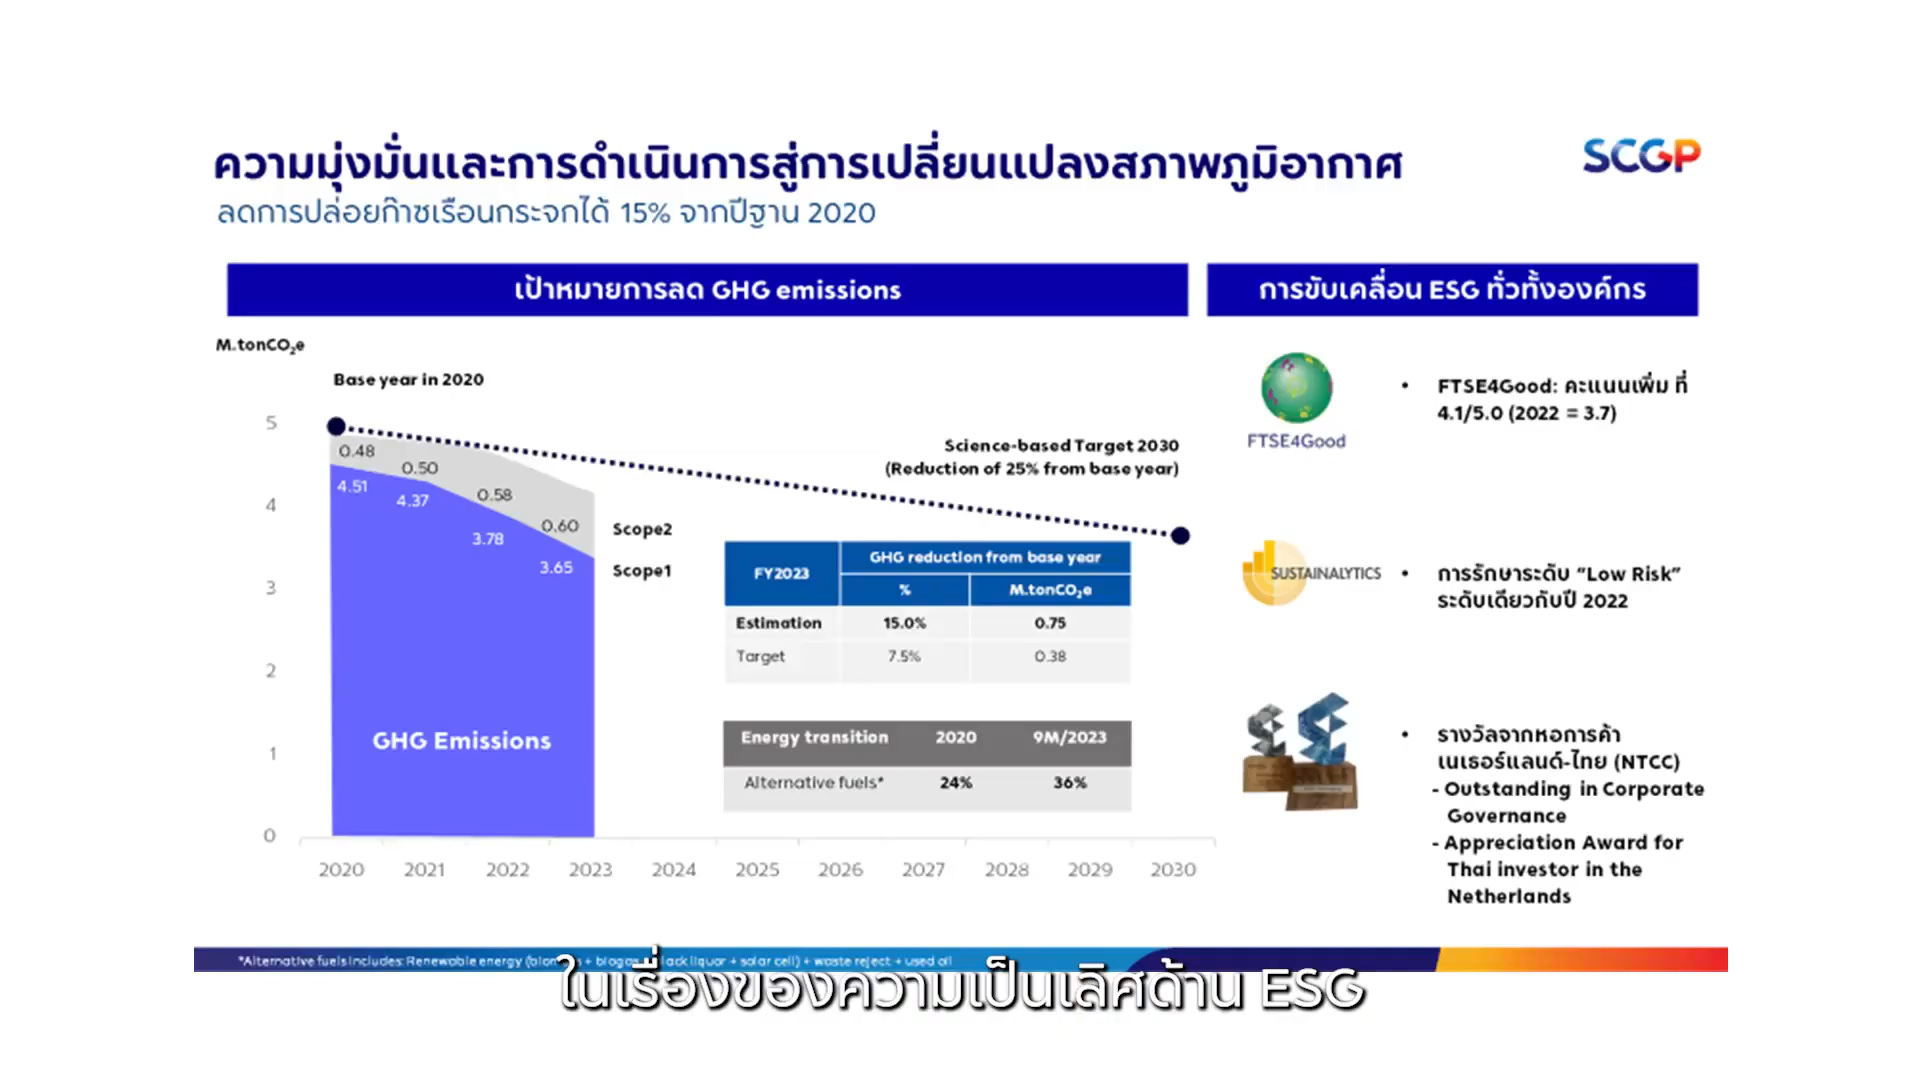 ความมุ่งมั่นและการดำเนินการสู่การเปลี่ยนแปลงสภาพภูมิอากาศ
SCGP
ลดการปล่อยก๊าซเรือนกระจกได้ 15% จากปีฐาน 2020
เป้าหมายการลด GHG emissions
M.tonCO₂e
Base year in 2020
5
4
3
2
1
0
0.48
0.50
0.58
0.60
4.51
4.37
3.78
3.65
Scope2
Scope1
GHG Emissions
Science-based Target 2030
(Reduction of 25% from base year)
FY2023 GHG reduction from base year
% M.tonCO₂e
Estimation 15.0% 0.75
Target 7.5% 0.38
Energy transition 2020 9M/2023
Alternative fuels* 24% 36%
2020 2021 2022 2023 2024 2025 2026 2027 2028 2029 2030
การขับเคลื่อน ESG ทั่วทั้งองค์กร
FTSE4Good
• FTSE4Good: คะแนนเพิ่ม ที่
4.1/5.0 (2022 = 3.7)
SUSTAINALYTICS
• การรักษาระดับ “Low Risk”
ระดับเดียวกับปี 2022
• รางวัลจากหอการค้า
เนเธอร์แลนด์-ไทย (NTCC)
- Outstanding in Corporate
Governance
- Appreciation Award for
Thai investor in the
Netherlands
*Alternative fuels includes: Renewable energy + black liquor + solar cell) + waste reject + used oil
ในเรื่องของความเป็นเลิศด้าน ESG